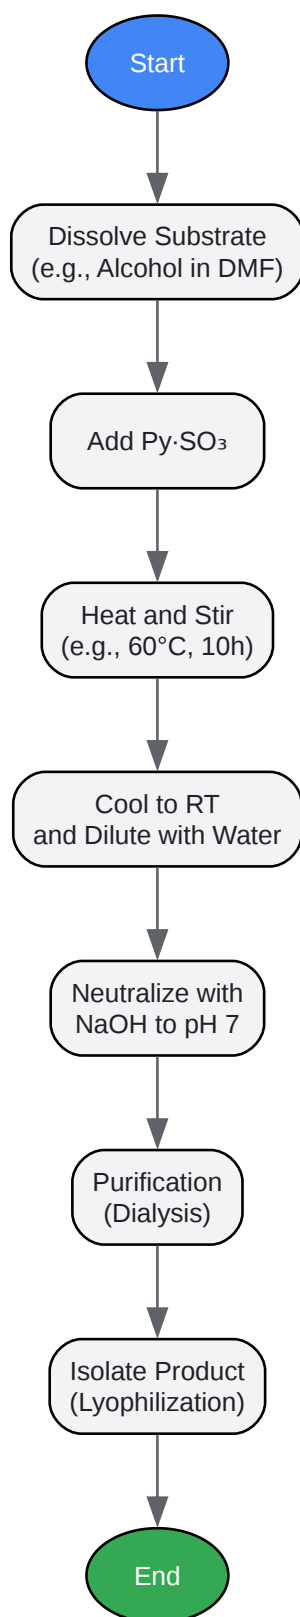 Start
Dissolve Substrate
(e.g., Alcohol in DMF)
Add Py·SO₃
Heat and Stir
(e.g., 60°C, 10h)
Cool to RT
and Dilute with Water
Neutralize with
NaOH to pH 7
Purification
(Dialysis)
Isolate Product
(Lyophilization)
End